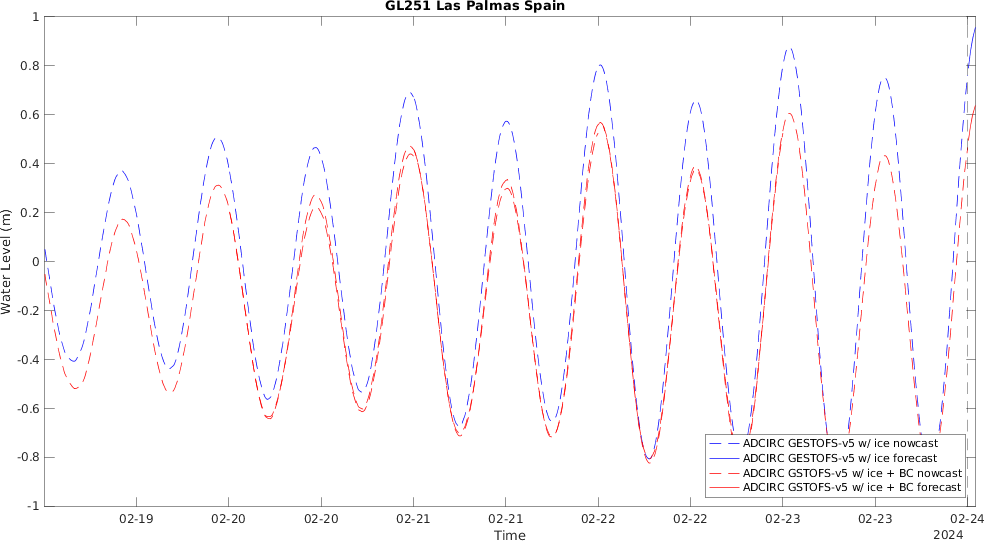 GL251 Las Palmas Spain
1
0.8
0.6
0.4
0.2
0
-0.2
-0.4
-0.6
-0.8
-1
Water Level (m)
ADCIRC GESTOFS-v5 w/ ice nowcast
ADCIRC GESTOFS-v5 w/ ice forecast
ADCIRC GSTOFS-v5 w/ ice + BC nowcast
ADCIRC GSTOFS-v5 w/ ice + BC forecast
02-19 02-20 02-20 02-21 02-21 02-22 02-22 02-23 02-23 02-24
Time 2024